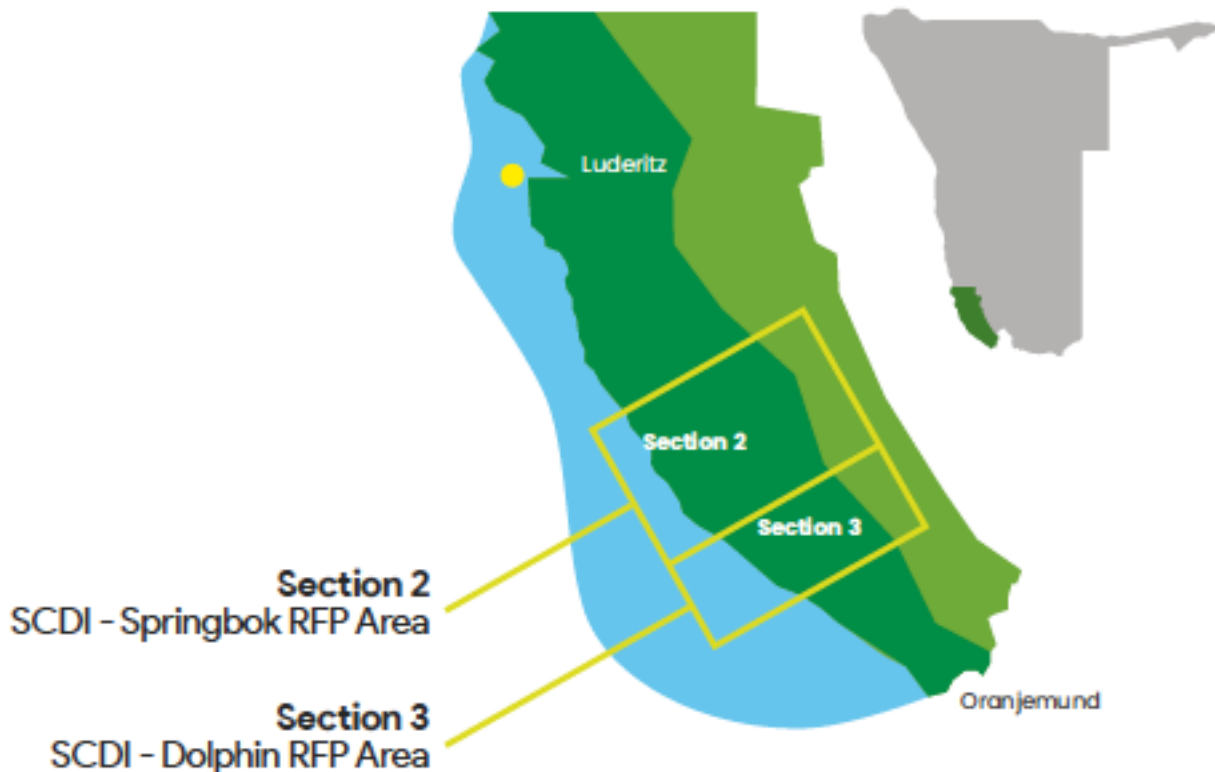 Luderitz
Section 2
Section 3
Section 2
SCDI - Springbok RFP Area
Section 3
SCDI - Dolphin RFP Area
Oranjemund